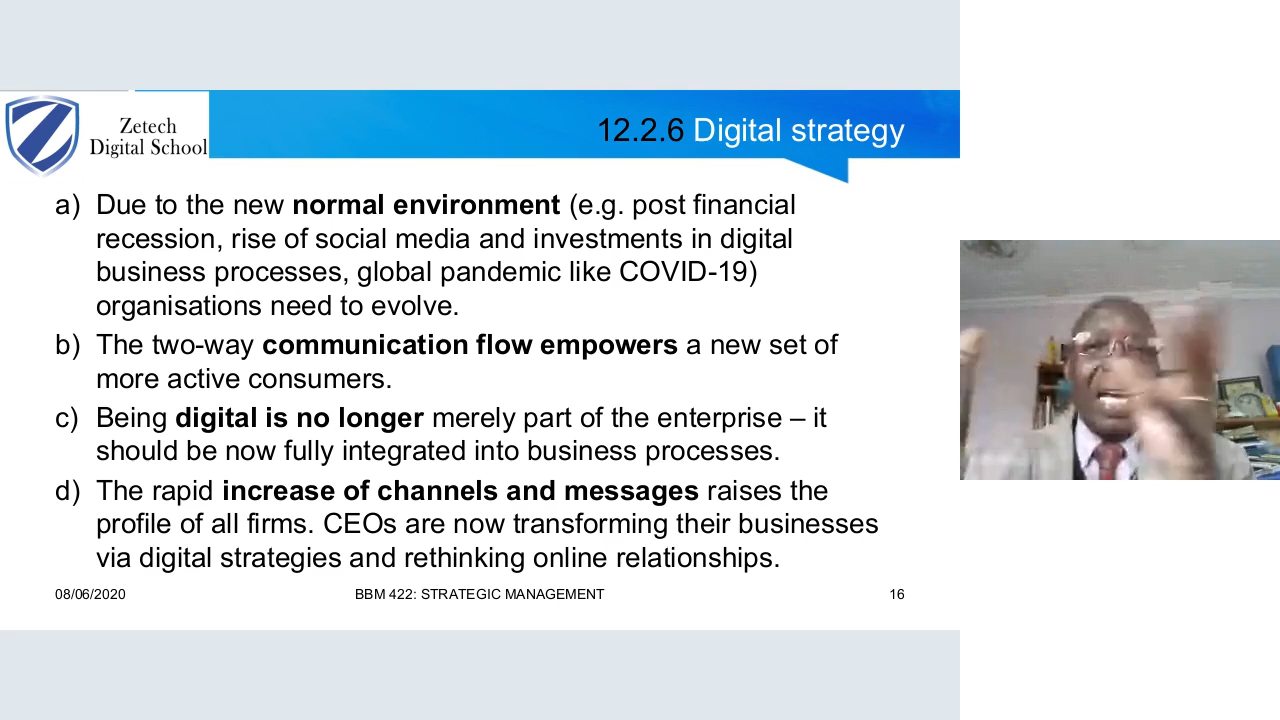 Zetech
Digital School
12.2.6 Digital strategy
a) Due to the new normal environment (e.g. post financial
recession, rise of social media and investments in digital
business processes, global pandemic like COVID-19)
organisations need to evolve.
b) The two-way communication flow empowers a new set of
more active consumers.
c) Being digital is no longer merely part of the enterprise – it
should be now fully integrated into business processes.
d) The rapid increase of channels and messages raises the
profile of all firms. CEOs are now transforming their businesses
via digital strategies and rethinking online relationships.
08/06/2020
BBM 422: STRATEGIC MANAGEMENT
16